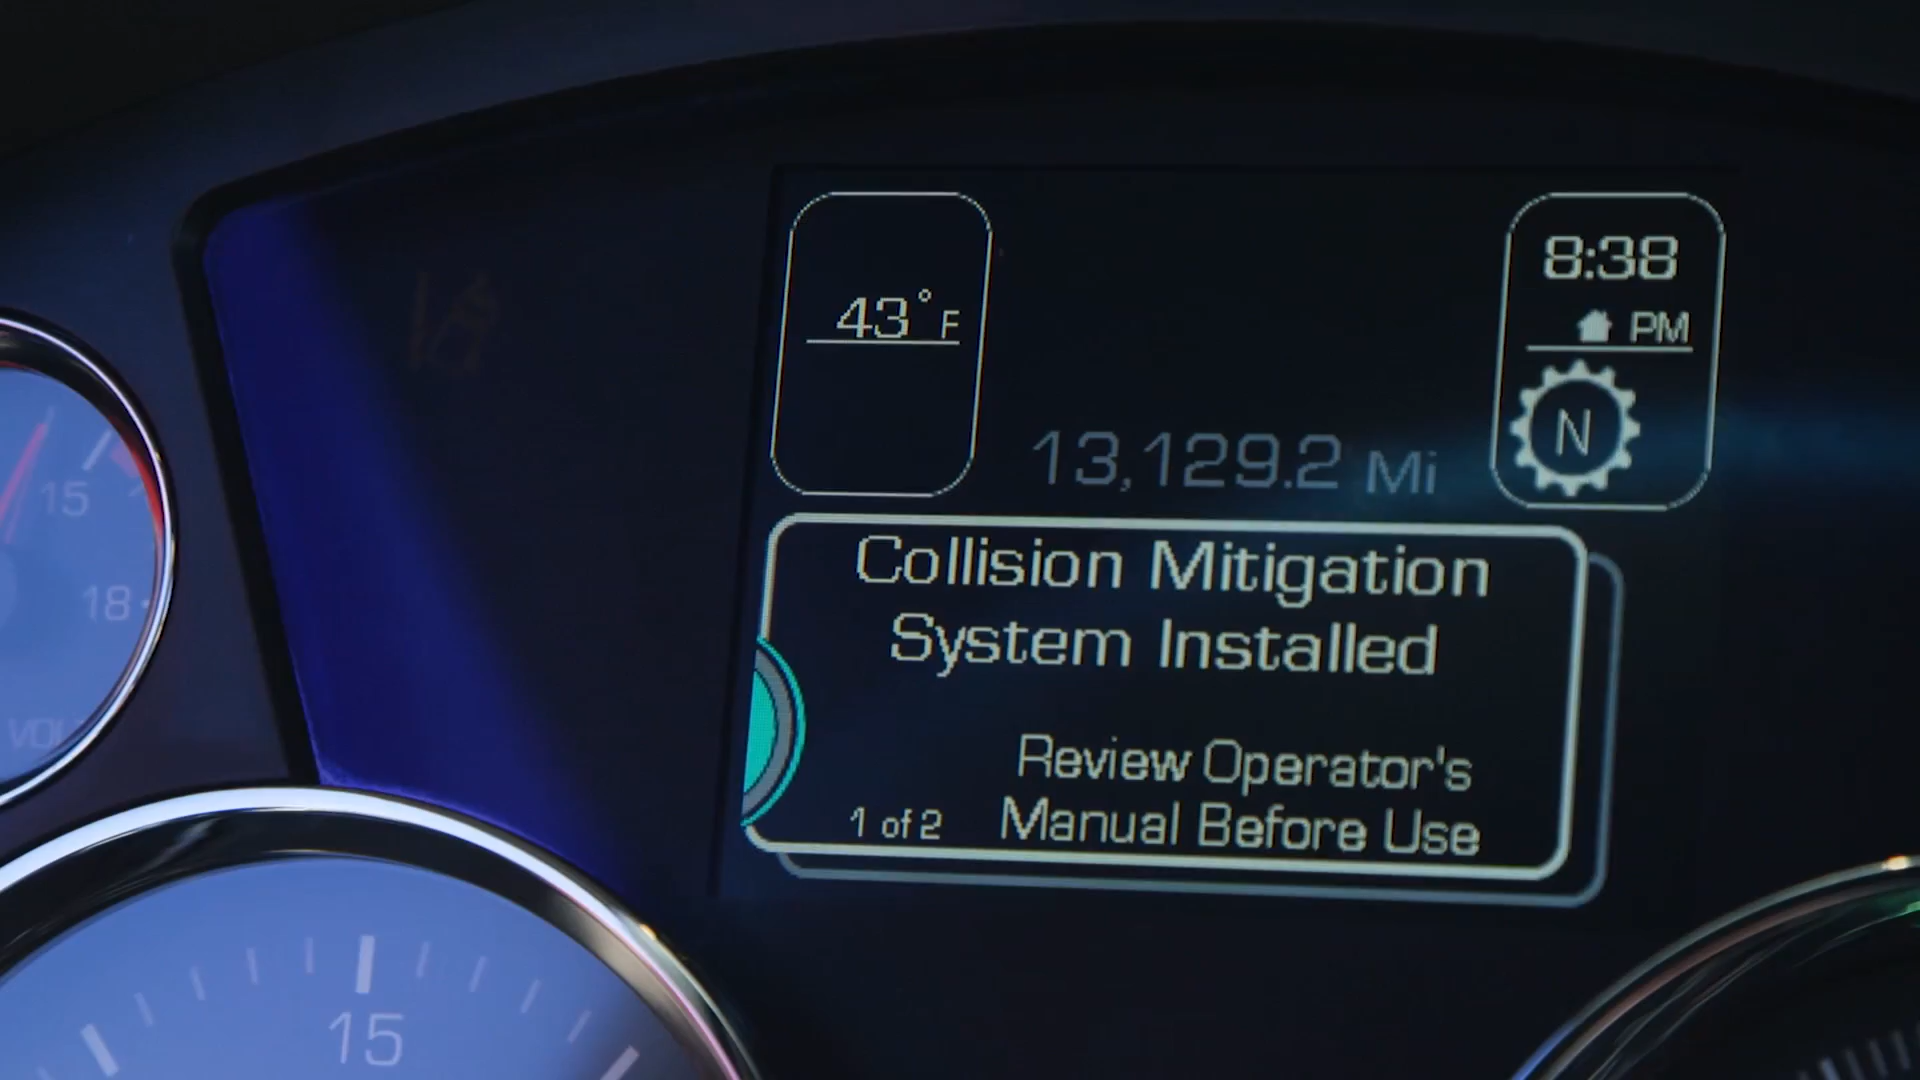 43°F
8:38
PM
N
13,129.2 Mi
Collision Mitigation
System Installed
Review Operator's
Manual Before Use
1 of 2
15
18
15